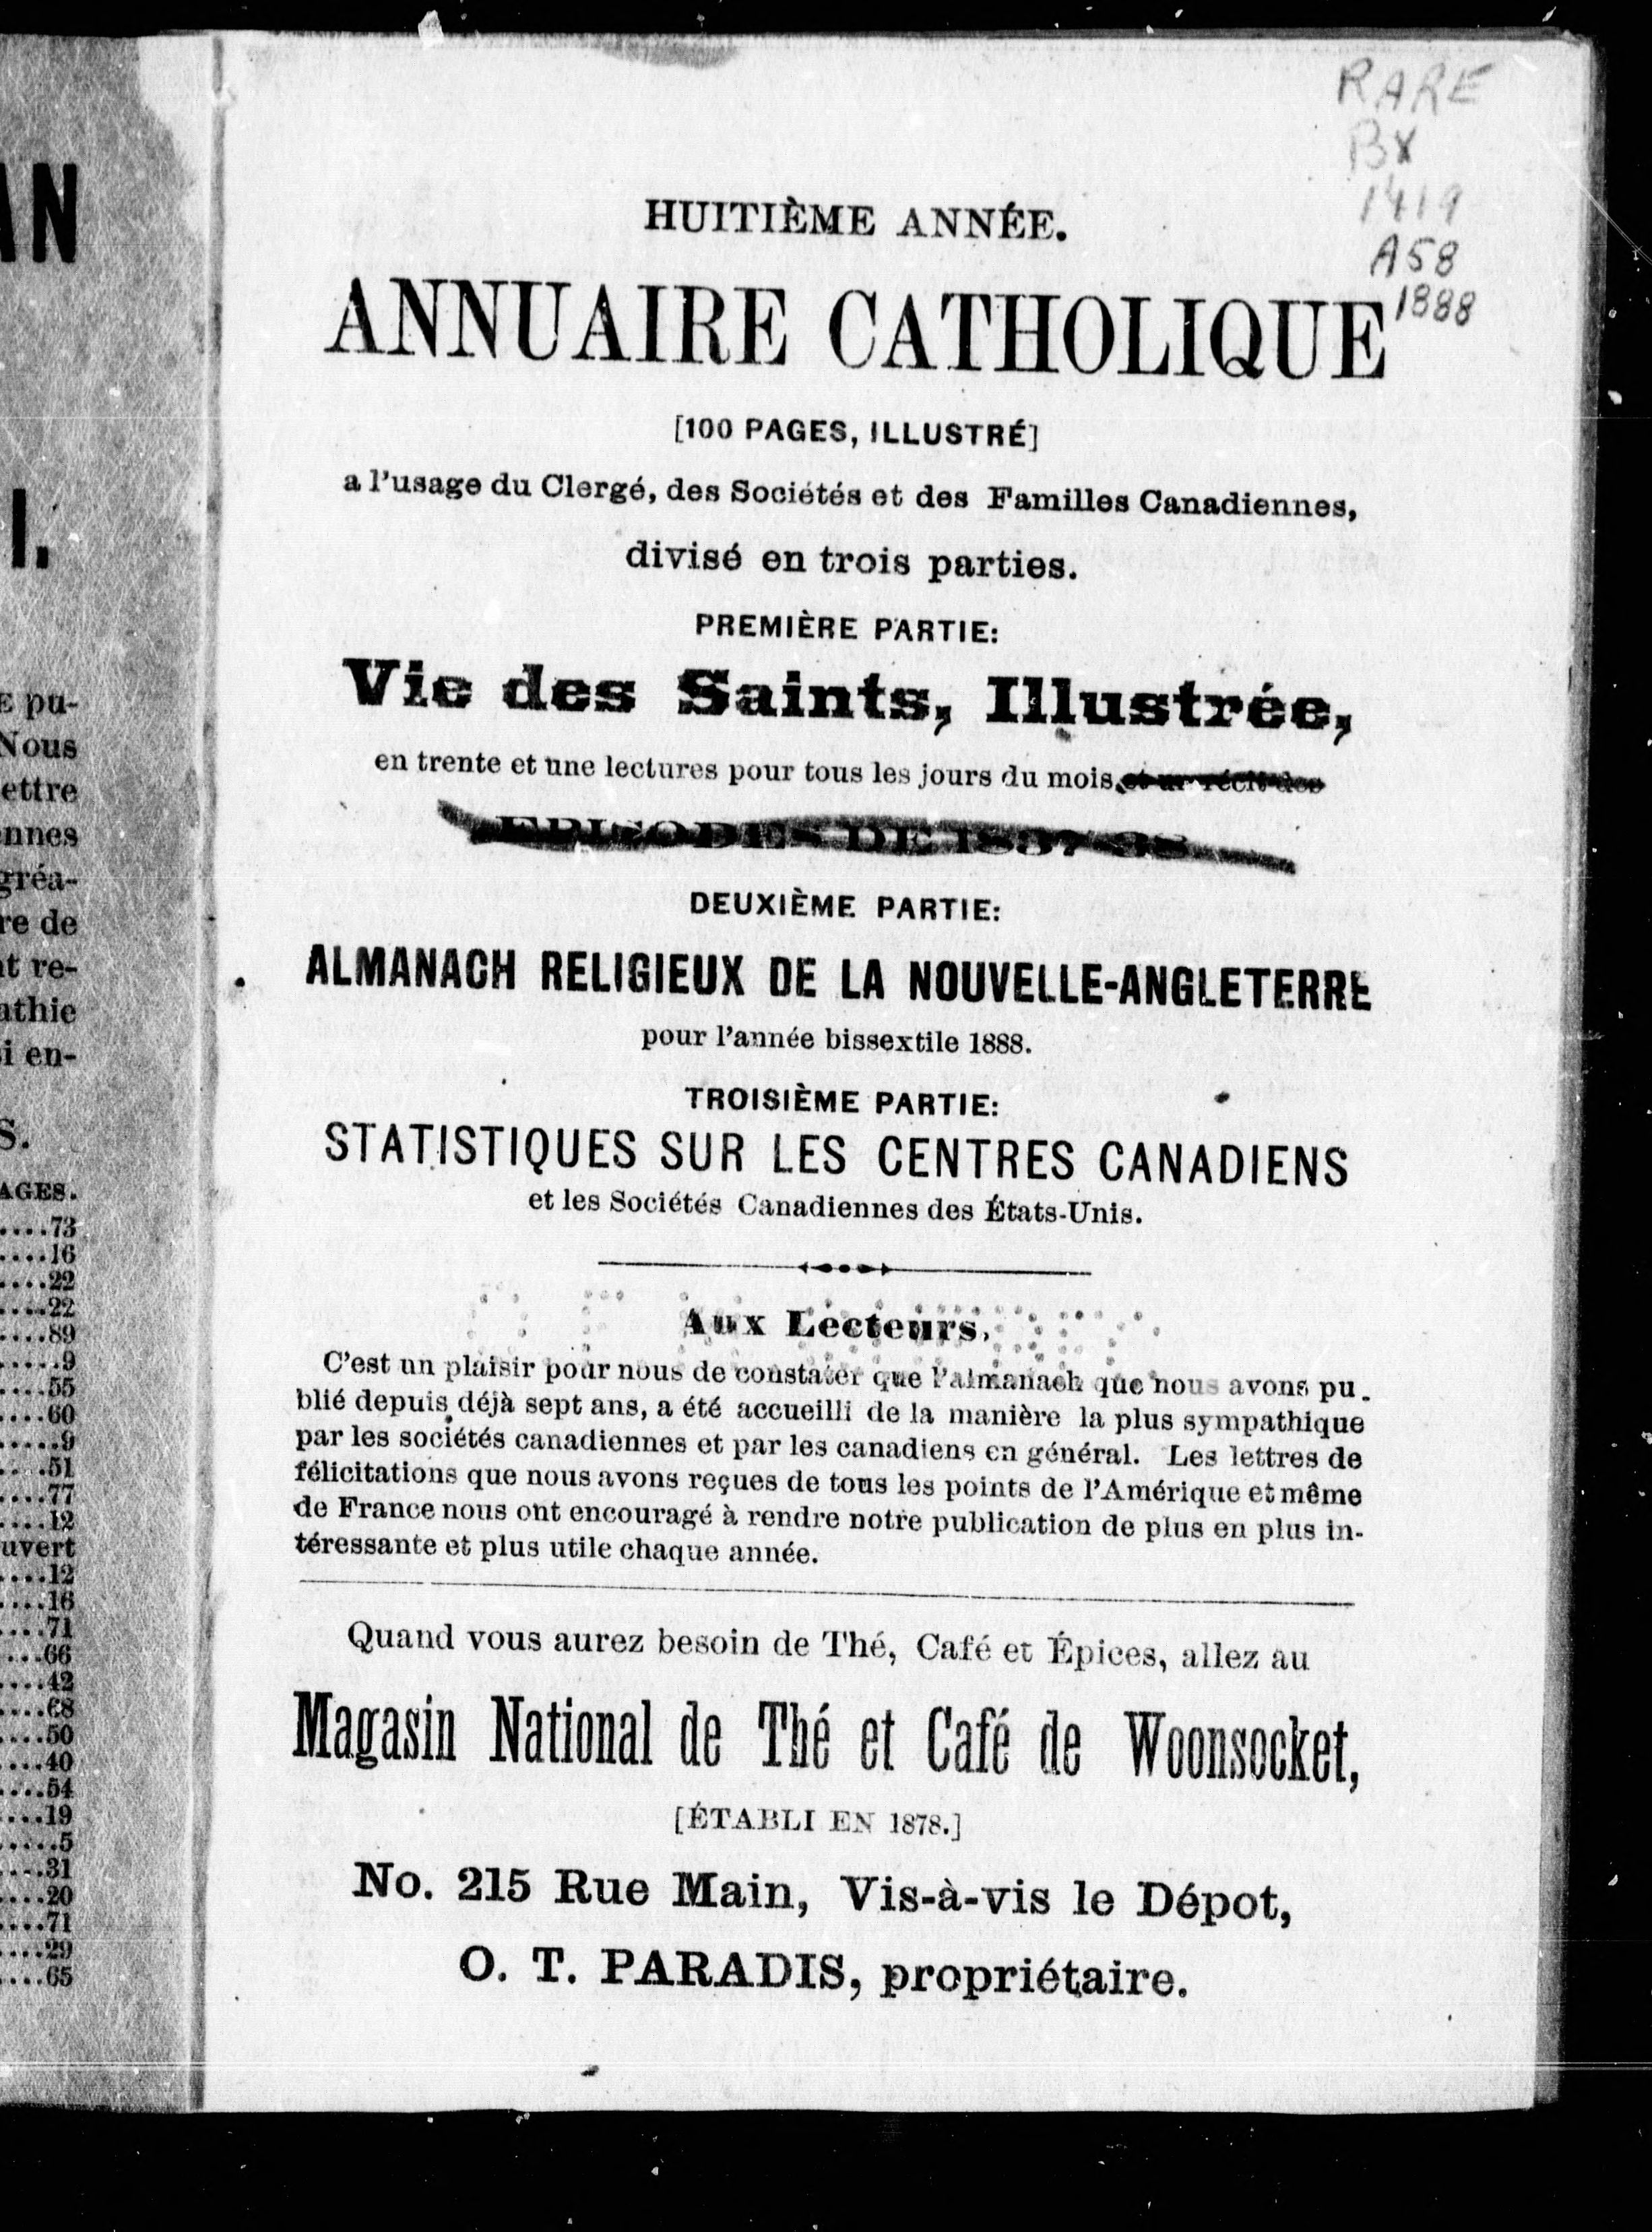 RARE
BX
1419
A58
1888
HUITIÈME ANNÉE.
ANNUAIRE CATHOLIQUE
[100 PAGES, ILLUSTRÉ]
a l'usage du Clergé, des Sociétés et des Familles Canadiennes,
divisé en trois parties.
PREMIÈRE PARTIE:
Vie des Saints, Illustrée,
en trente et une lectures pour tous les jours du mois, et un récit des
EPISODES DE 1837-38
DEUXIÈME PARTIE:
ALMANACH RELIGIEUX DE LA NOUVELLE-ANGLETERRE
pour l'année bissextile 1888.
TROISIÈME PARTIE:
STATISTIQUES SUR LES CENTRES CANADIENS
et les Sociétés Canadiennes des États-Unis.
Aux Lecteurs.
C'est un plaisir pour nous de constater que l'almanach que nous avons pu-
blié depuis déjà sept ans, a été accueilli de la manière la plus sympathique
par les sociétés canadiennes et par les canadiens en général. Les lettres de
félicitations que nous avons reçues de tous les points de l'Amérique et même
de France nous ont encouragé à rendre notre publication de plus en plus in-
téressante et plus utile chaque année.
Quand vous aurez besoin de Thé, Café et Épices, allez au
Magasin National de Thé et Café de Woonsocket,
[ÉTABLI EN 1878.]
No. 215 Rue Main, Vis-à-vis le Dépot,
O. T. PARADIS, propriétaire.